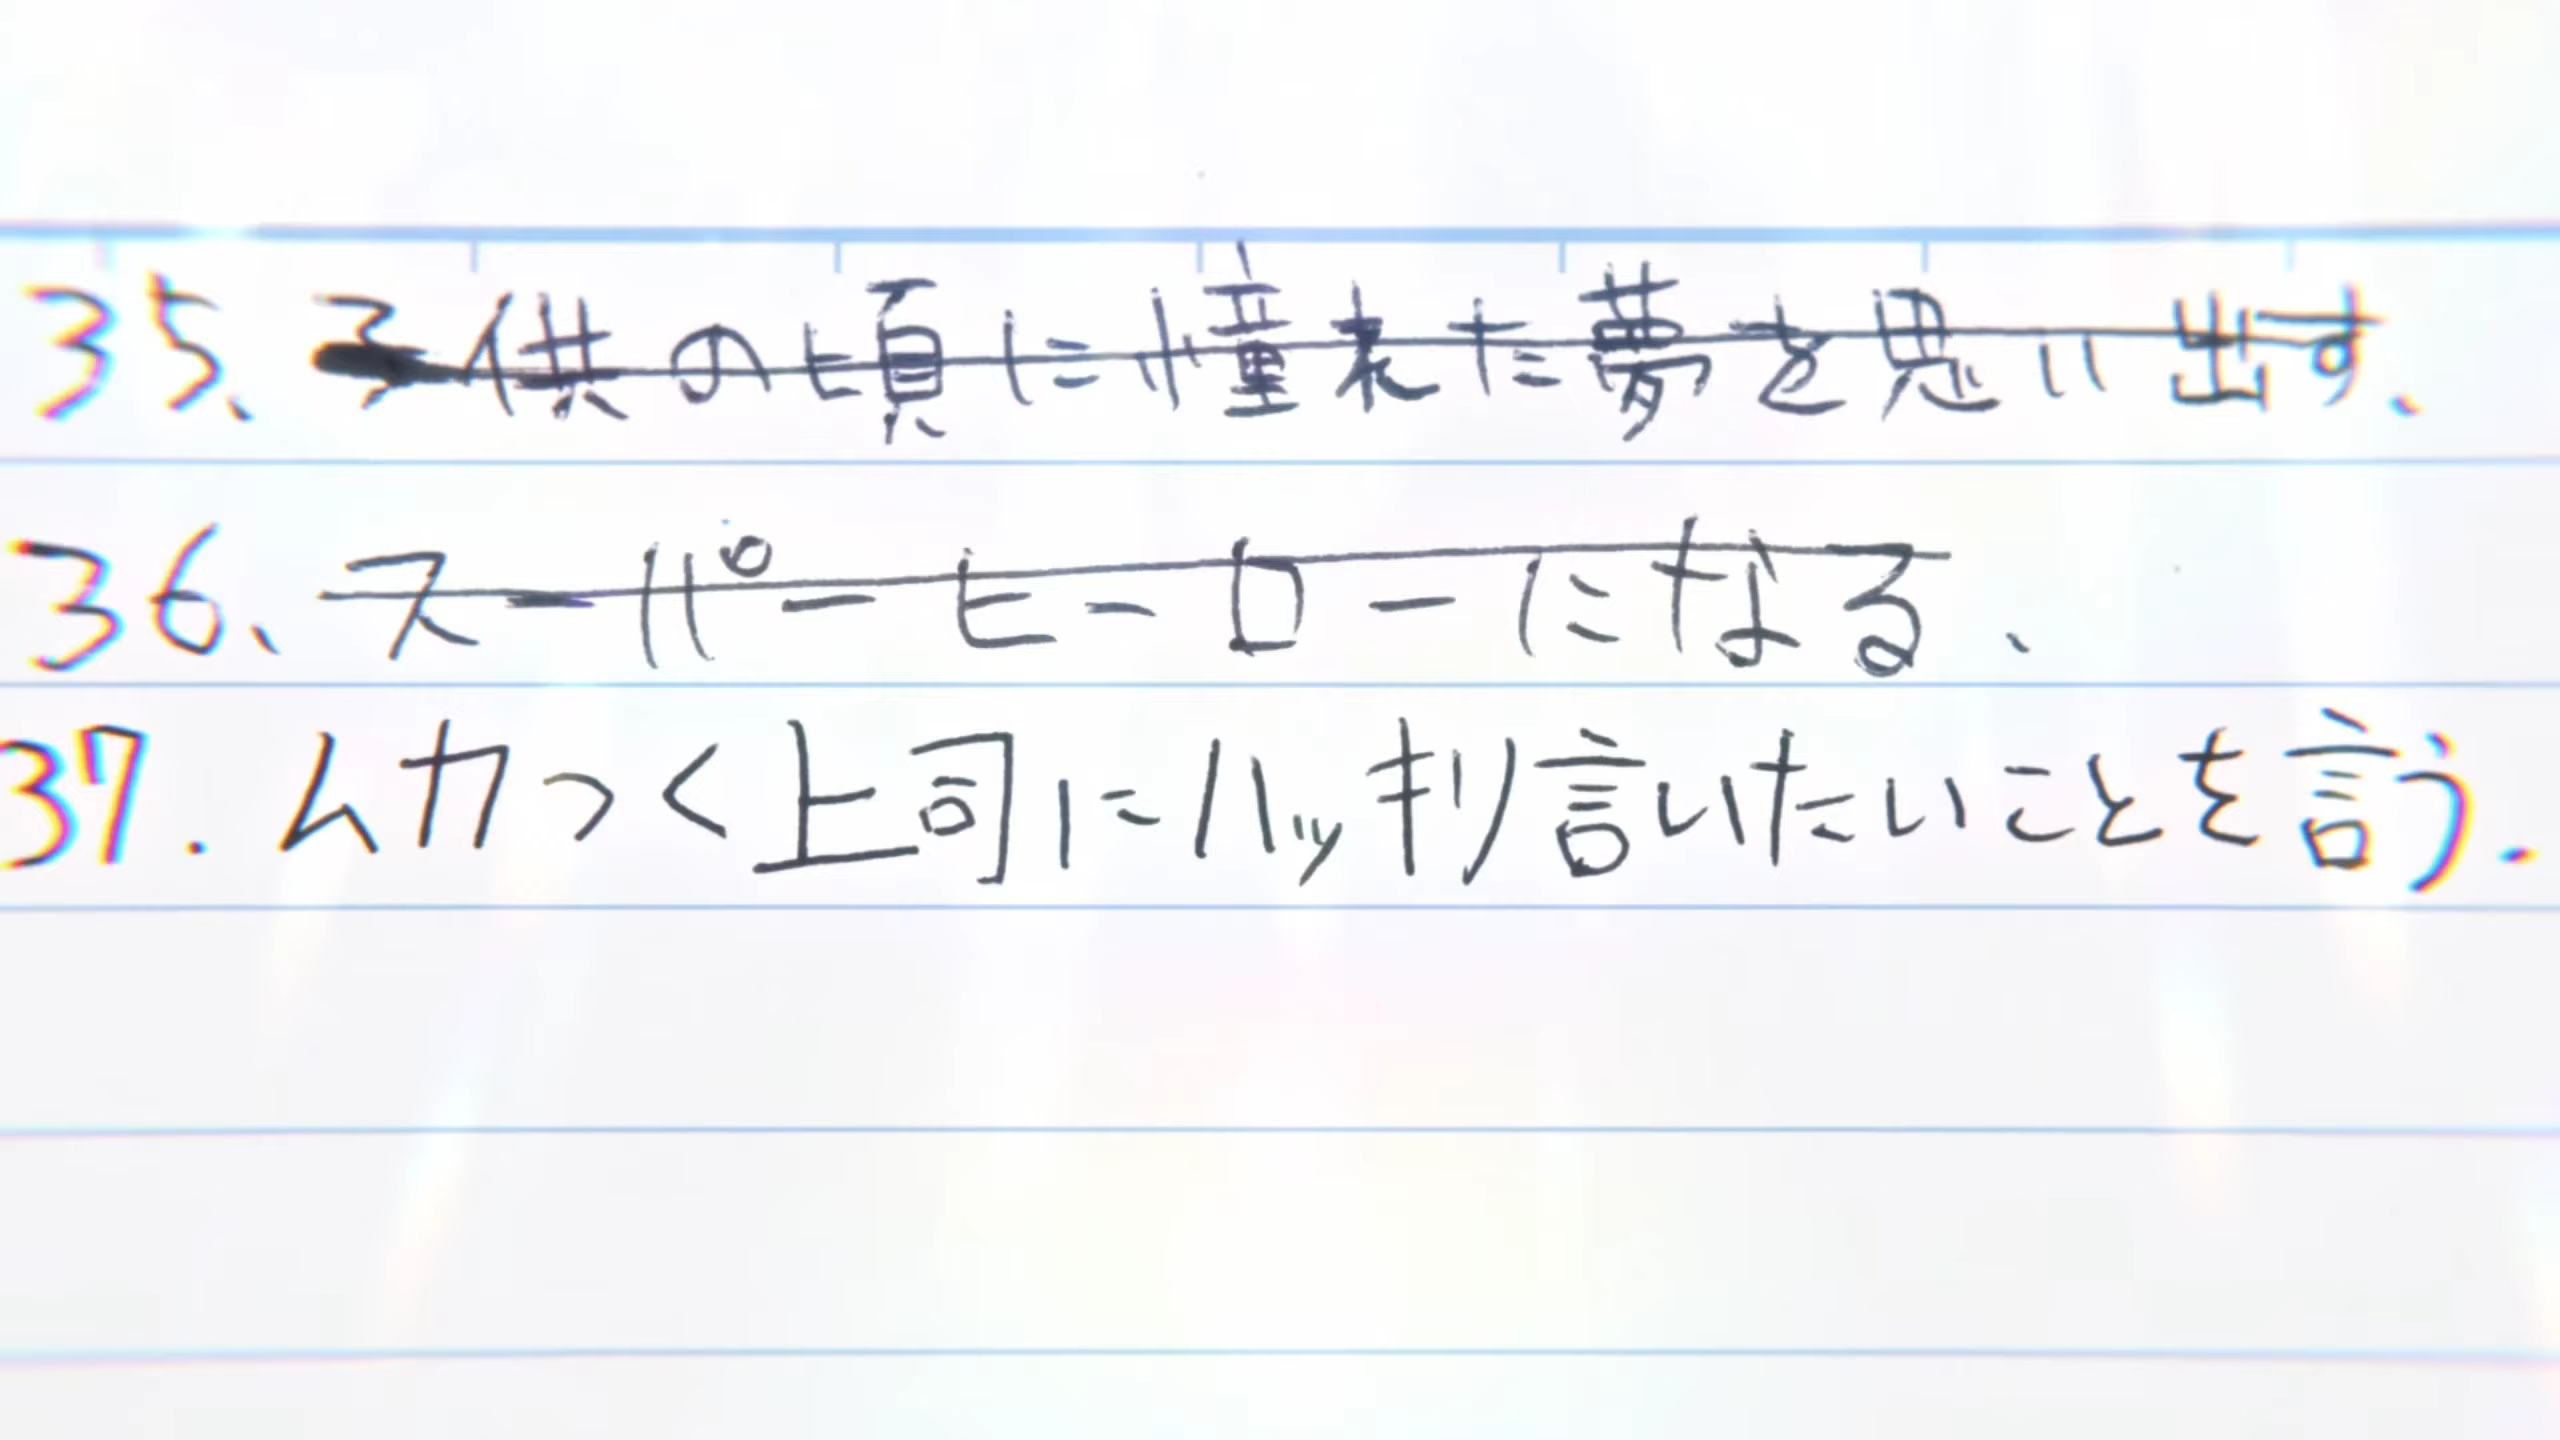 35、子供の頃に憧れた夢を思い出す、
36、スーパーヒーローになる、
37.ムカつく上司にハッキリ言いたいことを言う.